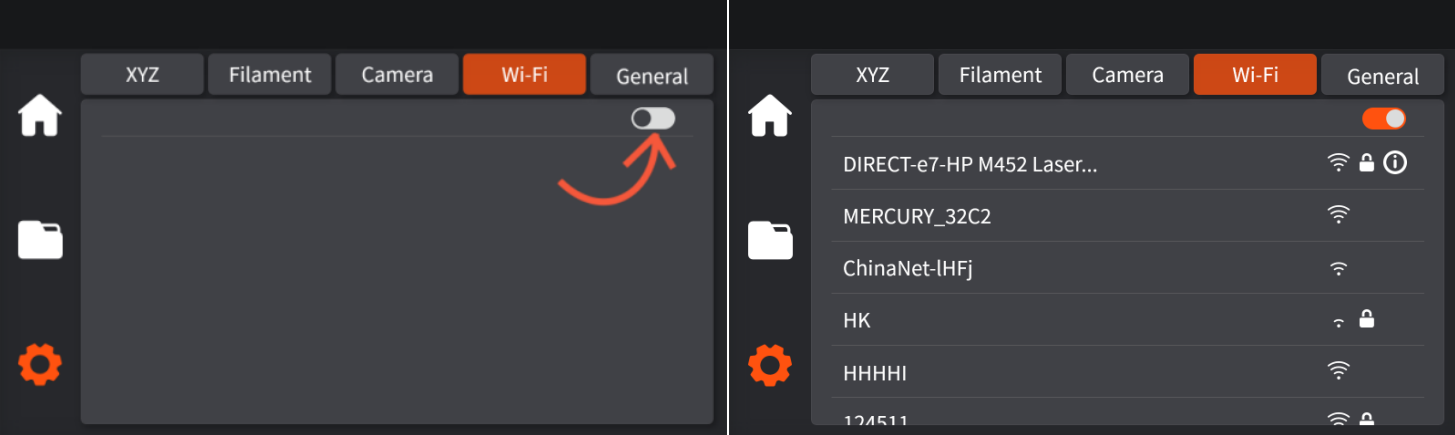 XYZ Filament Camera Wi-Fi General
XYZ Filament Camera Wi-Fi General
DIRECT-e7-HP M452 Laser...
MERCURY_32C2
ChinaNet-lHFj
HK
HHHHI
124511